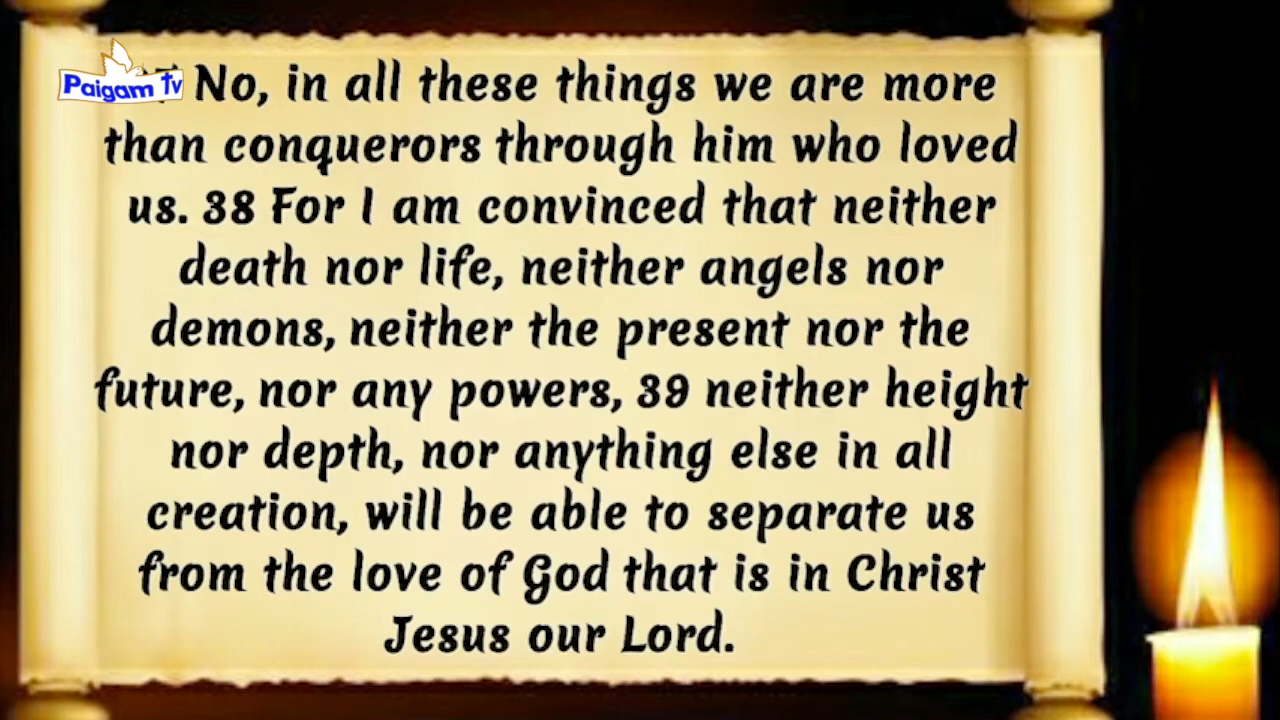 Paigam Tv
No, in all these things we are more
than conquerors through him who loved
us. 38 For I am convinced that neither
death nor life, neither angels nor
demons, neither the present nor the
future, nor any powers, 39 neither height
nor depth, nor anything else in all
creation, will be able to separate us
from the love of God that is in Christ
Jesus our Lord.